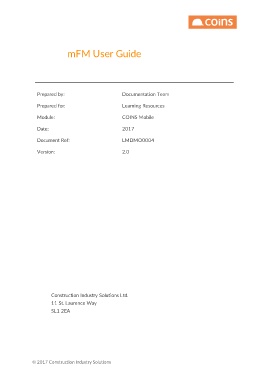 coins
mFM User Guide
Prepared by: Documentation Team
Prepared for: Learning Resources
Module: COINS Mobile
Date: 2017
Document Ref: LMDMO0004
Version: 2.0
Construction Industry Solutions Ltd.
11 St. Laurence Way
SL1 2EA
© 2017 Construction Industry Solutions